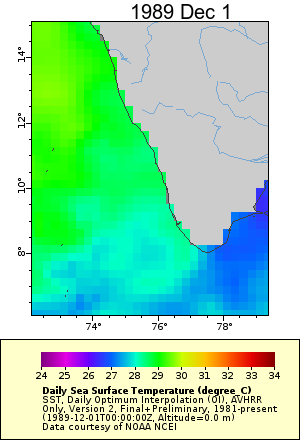 1989 Dec 1
14°
12°
10°
8°
74° 76° 78°
24 25 26 27 28 29 30 31 32 33 34
Daily Sea Surface Temperature (degree_C)
SST, Daily Optimum Interpolation (OI), AVHRR
Only, Version 2, Final+Preliminary, 1981-present
(1989-12-01T00:00:00Z, Altitude=0.0 m)
Data courtesy of NOAA NCEI